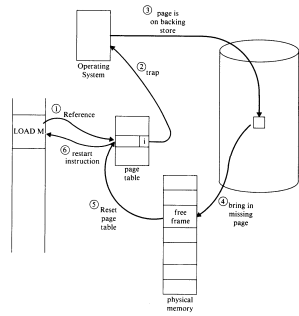 ③ page is
on backing
store
Operating
System
② trap
① Reference
LOAD M
i
⑥ restart
instruction
page
table
⑤ Reset
page
table
free
frame
④ bring in
missing
page
physical
memory